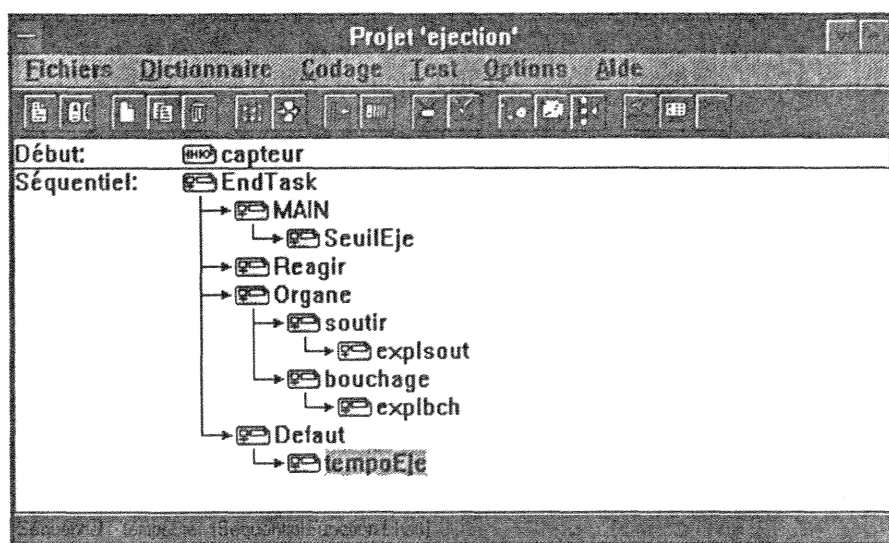 Projet 'ejection'
Fichiers Dictionnaire Codage Test Options Aide
Début: capteur
Séquentiel: EndTask
MAIN
SeuilEje
Reagir
Organe
soutir
explsout
bouchage
explbch
Defaut
tempoEje